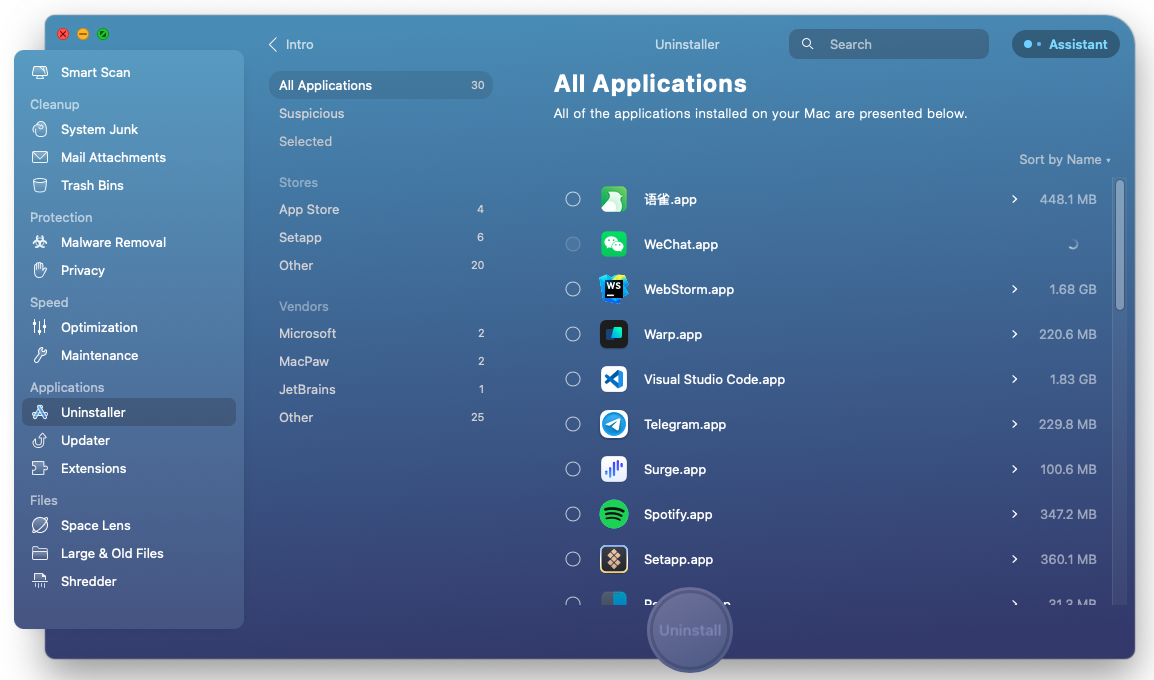 Intro
Uninstaller
Search
Assistant
Smart Scan
Cleanup
System Junk
Mail Attachments
Trash Bins
Protection
Malware Removal
Privacy
Speed
Optimization
Maintenance
Applications
Uninstaller
Updater
Extensions
Files
Space Lens
Large & Old Files
Shredder
All Applications 30
Suspicious
Selected
Stores
App Store 4
Setapp 6
Other 20
Vendors
Microsoft 2
MacPaw 2
JetBrains 1
Other 25
All Applications
All of the applications installed on your Mac are presented below.
Sort by Name
语雀.app 448.1 MB
WeChat.app
WS
WebStorm.app 1.68 GB
Warp.app 220.6 MB
Visual Studio Code.app 1.83 GB
Telegram.app 229.8 MB
Surge.app 100.6 MB
Spotify.app 347.2 MB
Setapp.app 360.1 MB
31.3 MB
Uninstall